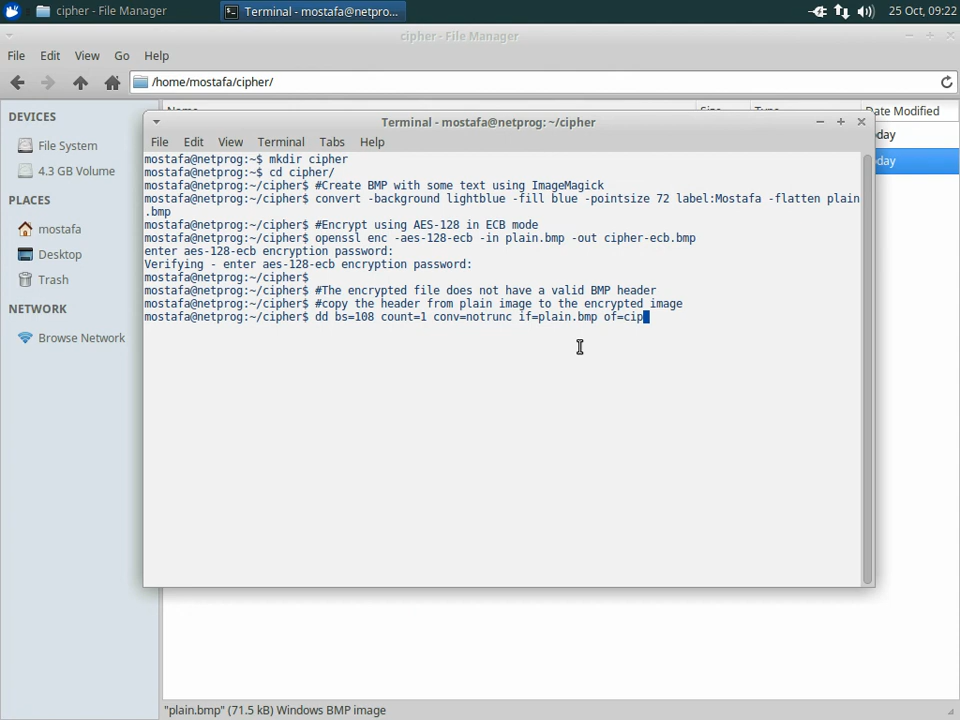 cipher - File Manager
Terminal - mostafa@netpro...
25 Oct, 09:22
cipher - File Manager
File Edit View Go Help
/home/mostafa/cipher/
DEVICES
File System
4.3 GB Volume
PLACES
mostafa
Desktop
Trash
NETWORK
Browse Network
Date Modified
Terminal - mostafa@netprog: ~/cipher
File Edit View Terminal Tabs Help
mostafa@netprog:~$ mkdir cipher
mostafa@netprog:~$ cd cipher/
mostafa@netprog:~/cipher$ #Create BMP with some text using ImageMagick
mostafa@netprog:~/cipher$ convert -background lightblue -fill blue -pointsize 72 label:Mostafa -flatten plain
.bmp
mostafa@netprog:~/cipher$ #Encrypt using AES-128 in ECB mode
mostafa@netprog:~/cipher$ openssl enc -aes-128-ecb -in plain.bmp -out cipher-ecb.bmp
enter aes-128-ecb encryption password:
Verifying - enter aes-128-ecb encryption password:
mostafa@netprog:~/cipher$
mostafa@netprog:~/cipher$ #The encrypted file does not have a valid BMP header
mostafa@netprog:~/cipher$ #copy the header from plain image to the encrypted image
mostafa@netprog:~/cipher$ dd bs=108 count=1 conv=notrunc if=plain.bmp of=cip
"plain.bmp" (71.5 kB) Windows BMP image